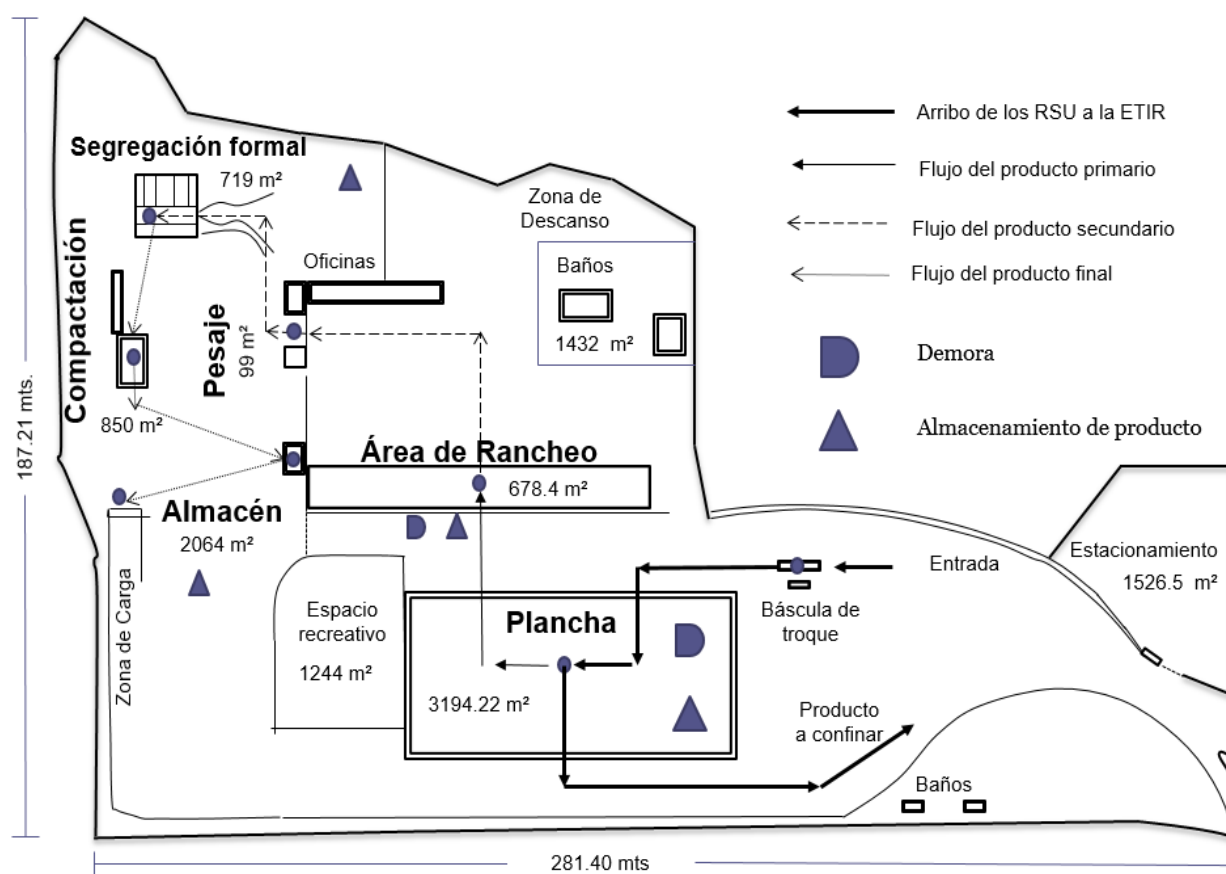 Segregación formal
719 m²
Compactación
850 m²
Pesaje
99 m²
Oficinas
Zona de
Descanso
Baños
1432 m²
Arribo de los RSU a la ETIR
Flujo del producto primario
Flujo del producto secundario
Flujo del producto final
Demora
Almacenamiento de producto
187.21 mts.
Área de Rancheo
678.4 m²
Almacén
2064 m²
Zona de Carga
Espacio
recreativo
1244 m²
Plancha
3194.22 m²
Báscula de
troque
Entrada
Estacionamiento
1526.5 m²
Producto
a confinar
Baños
281.40 mts